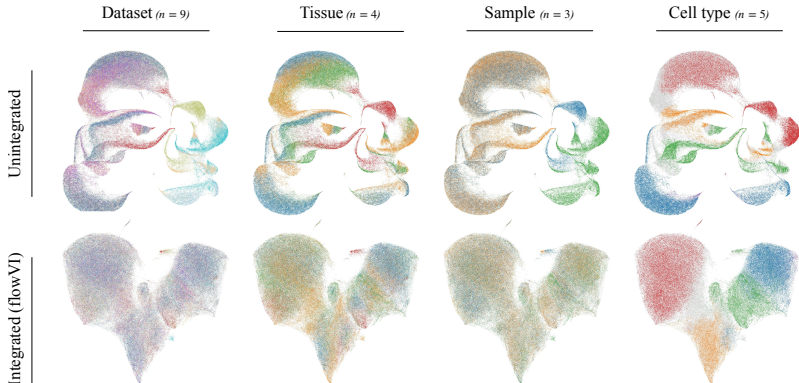 Dataset (n = 9)
Tissue (n = 4)
Sample (n = 3)
Cell type (n = 5)
Unintegrated
Integrated (flowVI)